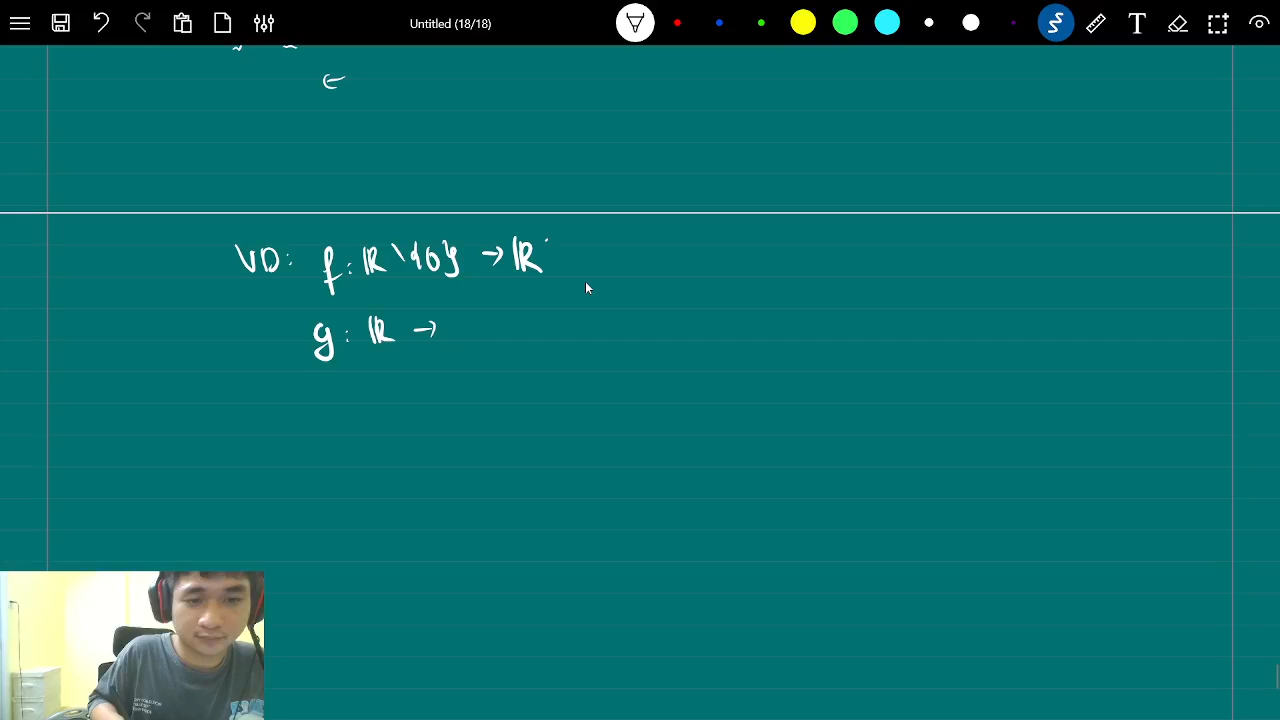 Untitled (18/18)
T
∈
VD: f: ℝ \ {0} → ℝ
g: ℝ →